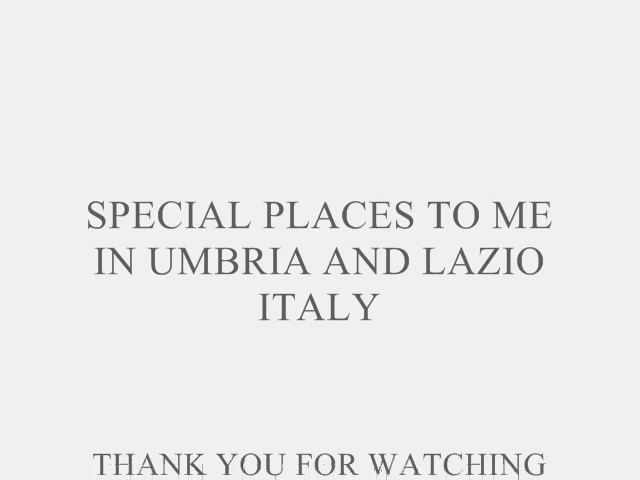 SPECIAL PLACES TO ME
IN UMBRIA AND LAZIO
ITALY
THANK YOU FOR WATCHING